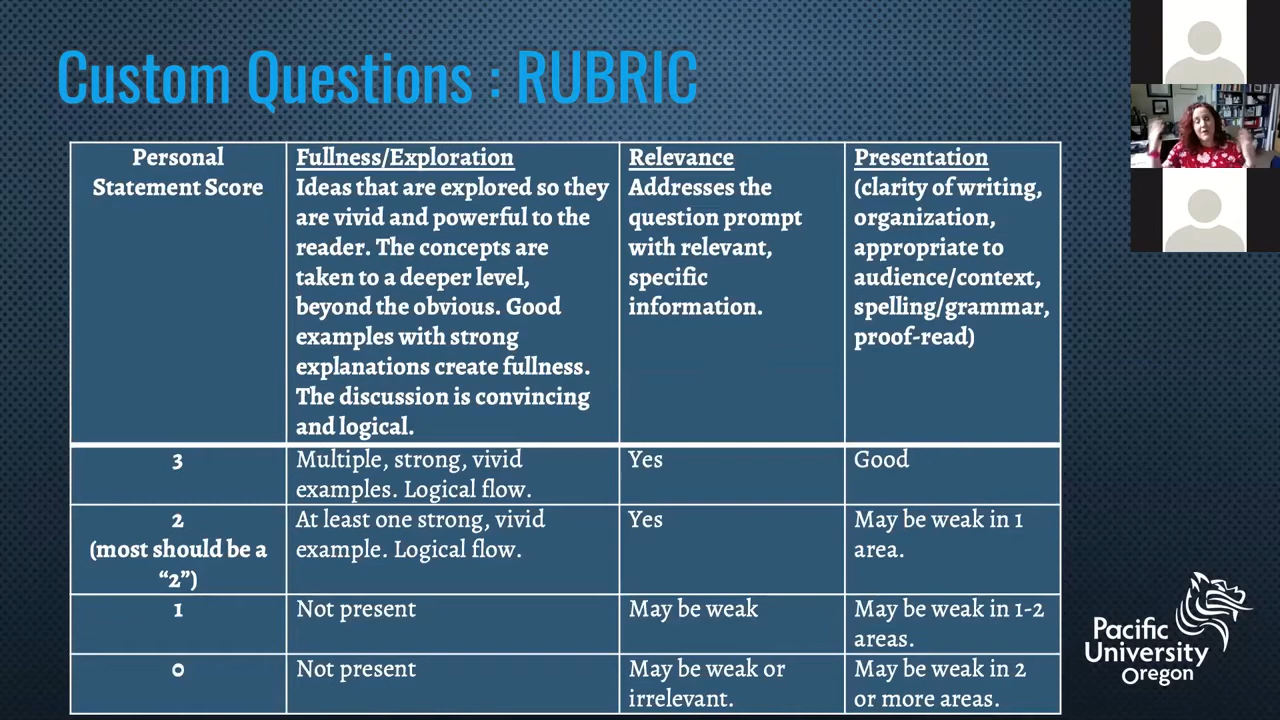 Custom Questions : RUBRIC
Personal
Statement Score
Fullness/Exploration
Ideas that are explored so they
are vivid and powerful to the
reader. The concepts are
taken to a deeper level,
beyond the obvious. Good
examples with strong
explanations create fullness.
The discussion is convincing
and logical.
Relevance
Addresses the
question prompt
with relevant,
specific
information.
Presentation
(clarity of writing,
organization,
appropriate to
audience/context,
spelling/grammar,
proof-read)
3
Multiple, strong, vivid
examples. Logical flow.
Yes
Good
2
(most should be a
“2”)
At least one strong, vivid
example. Logical flow.
Yes
May be weak in 1
area.
1
Not present
May be weak
May be weak in 1-2
areas.
0
Not present
May be weak or
irrelevant.
May be weak in 2
or more areas.
Pacific
University
Oregon